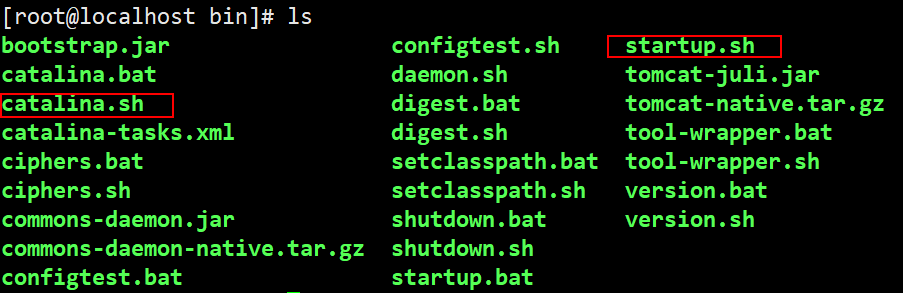 [root@localhost bin]# ls
bootstrap.jar configtest.sh startup.sh
catalina.bat daemon.sh tomcat-juli.jar
catalina.sh digest.bat tomcat-native.tar.gz
catalina-tasks.xml digest.sh tool-wrapper.bat
ciphers.bat setclasspath.bat tool-wrapper.sh
ciphers.sh setclasspath.sh version.bat
commons-daemon.jar shutdown.bat version.sh
commons-daemon-native.tar.gz shutdown.sh
configtest.bat startup.bat